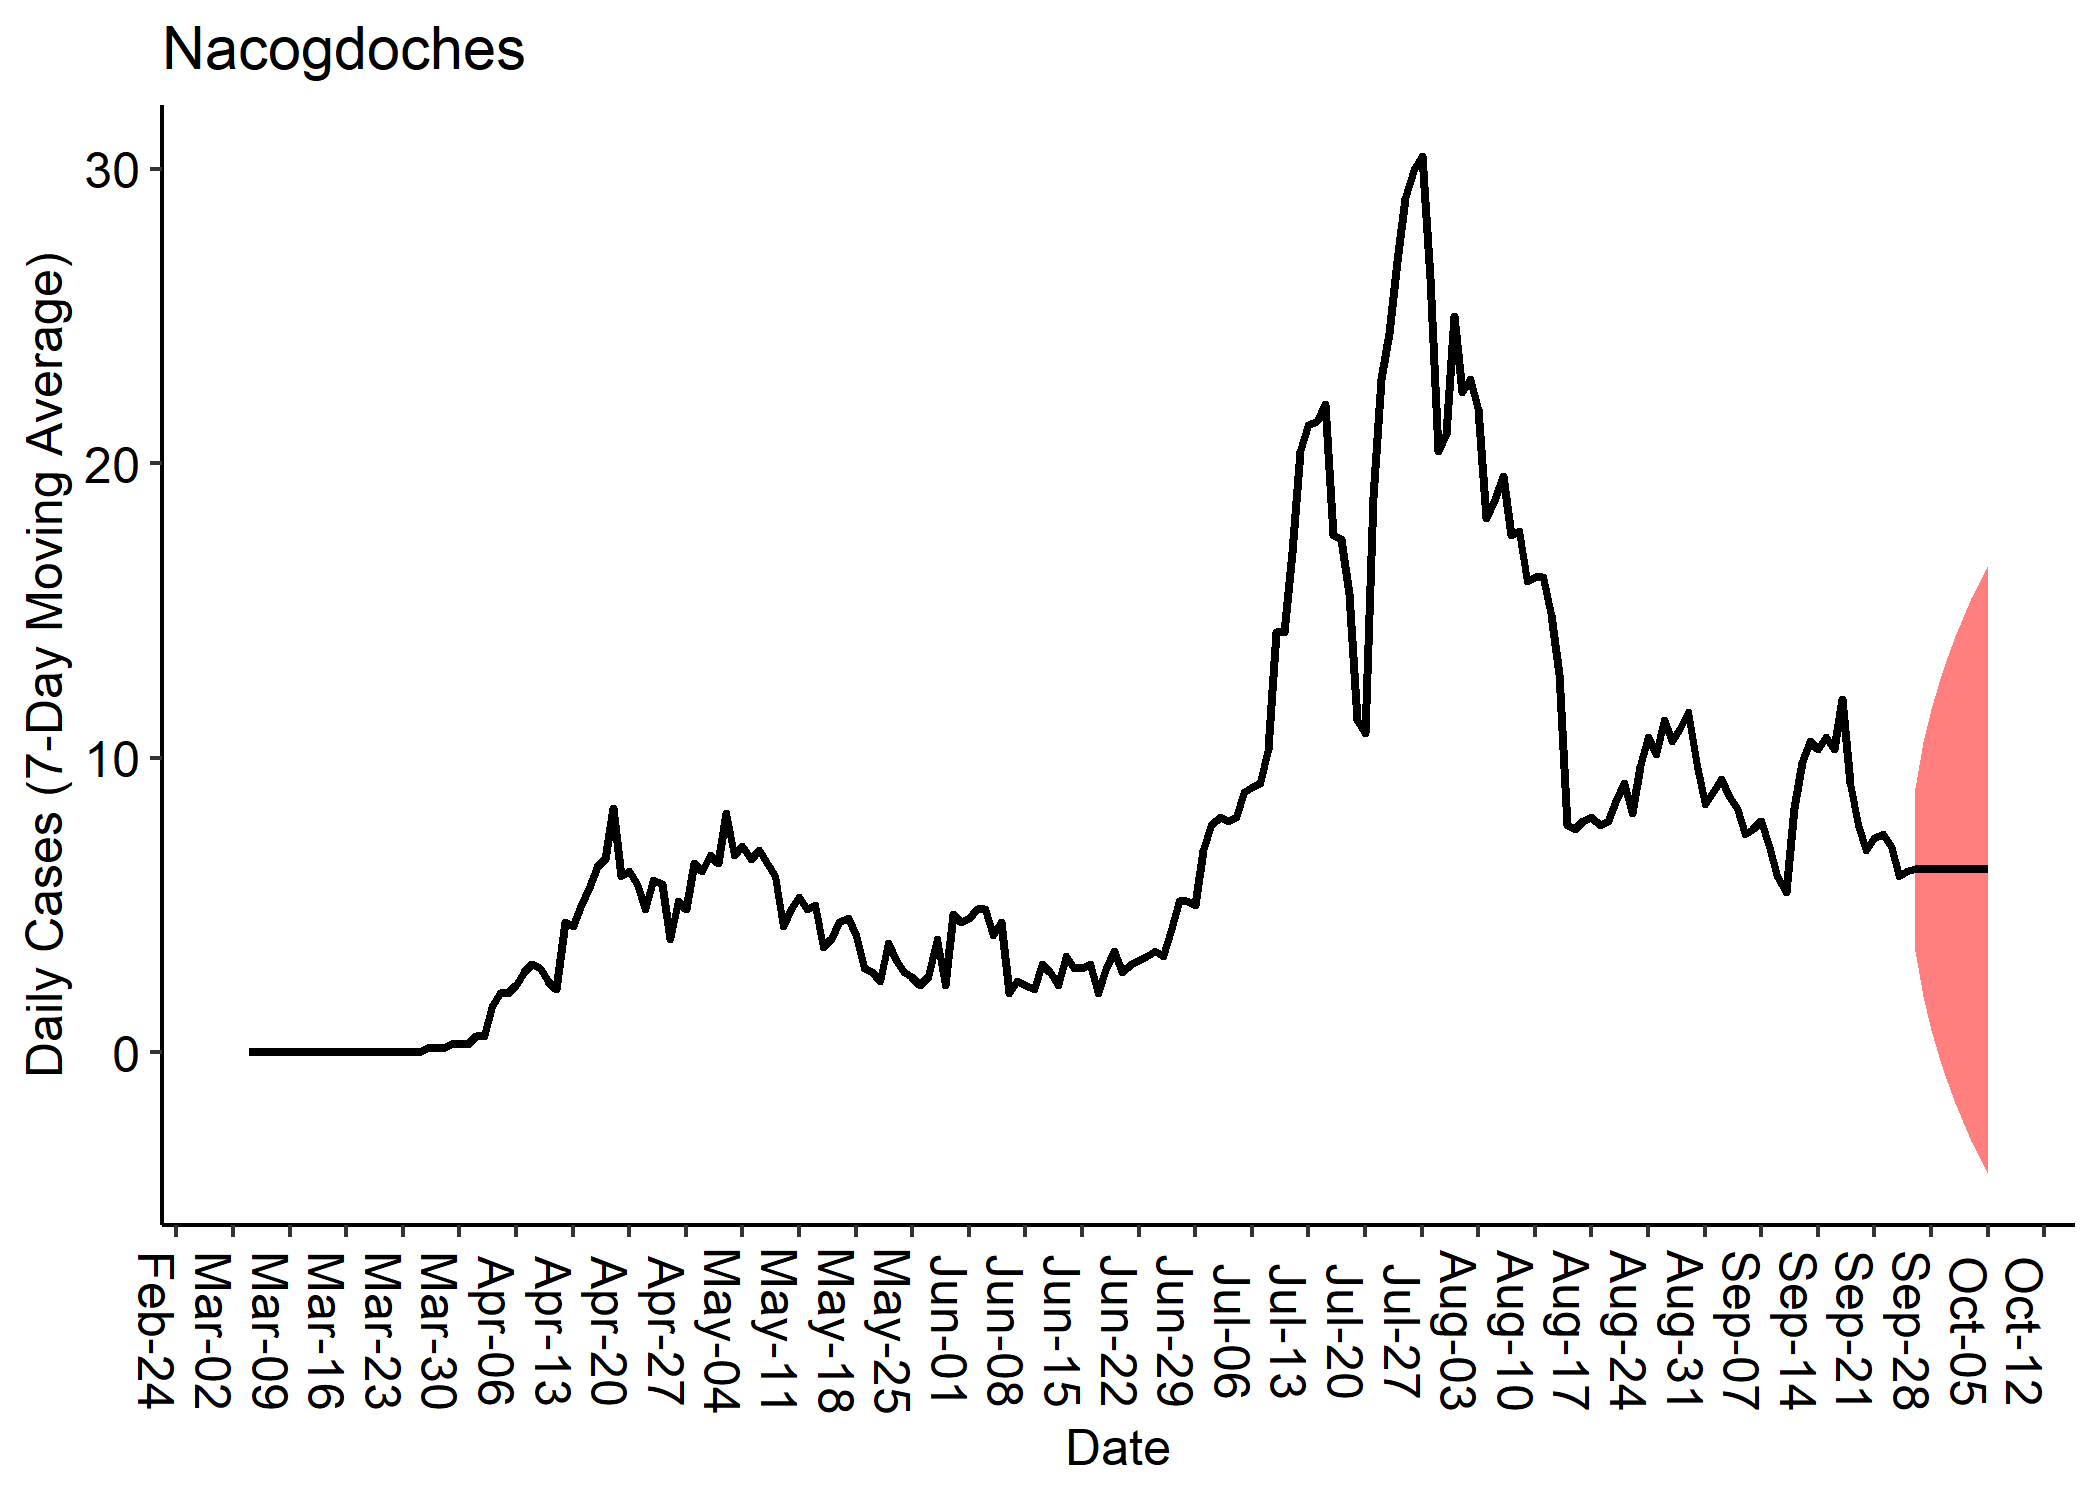 Nacogdoches
Daily Cases (7-Day Moving Average)
30
20
10
0
Feb-24
Mar-02
Mar-09
Mar-16
Mar-23
Mar-30
Apr-06
Apr-13
Apr-20
Apr-27
May-04
May-11
May-18
May-25
Jun-01
Jun-08
Jun-15
Jun-22
Jun-29
Jul-06
Jul-13
Jul-20
Jul-27
Aug-03
Aug-10
Aug-17
Aug-24
Aug-31
Sep-07
Sep-14
Sep-21
Sep-28
Oct-05
Oct-12
Date